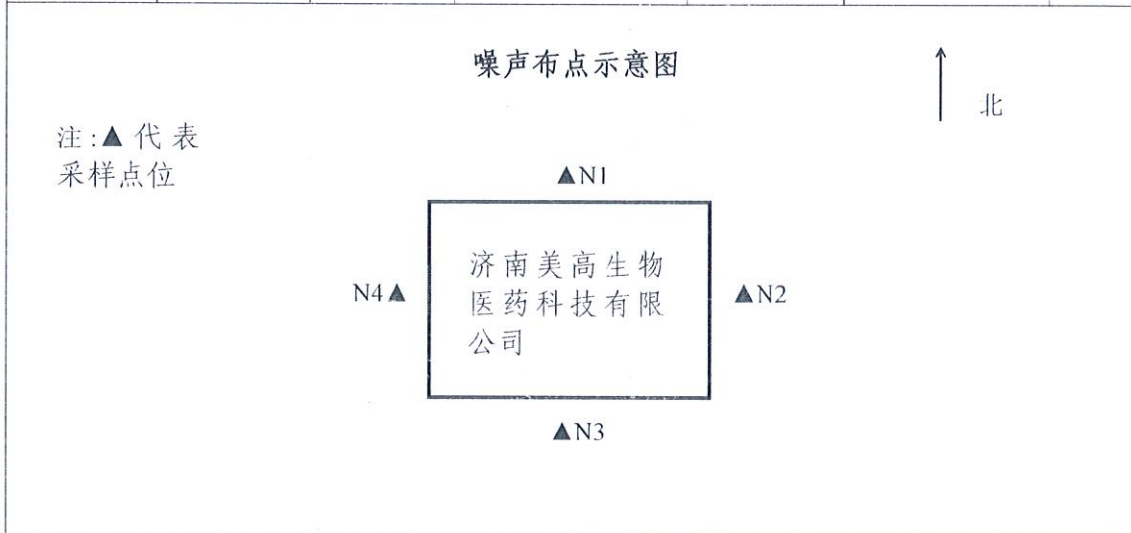 噪声布点示意图
北
注:▲代表
采样点位
▲N1
济南美高生物
医药科技有限
公司
N4▲
▲N2
▲N3